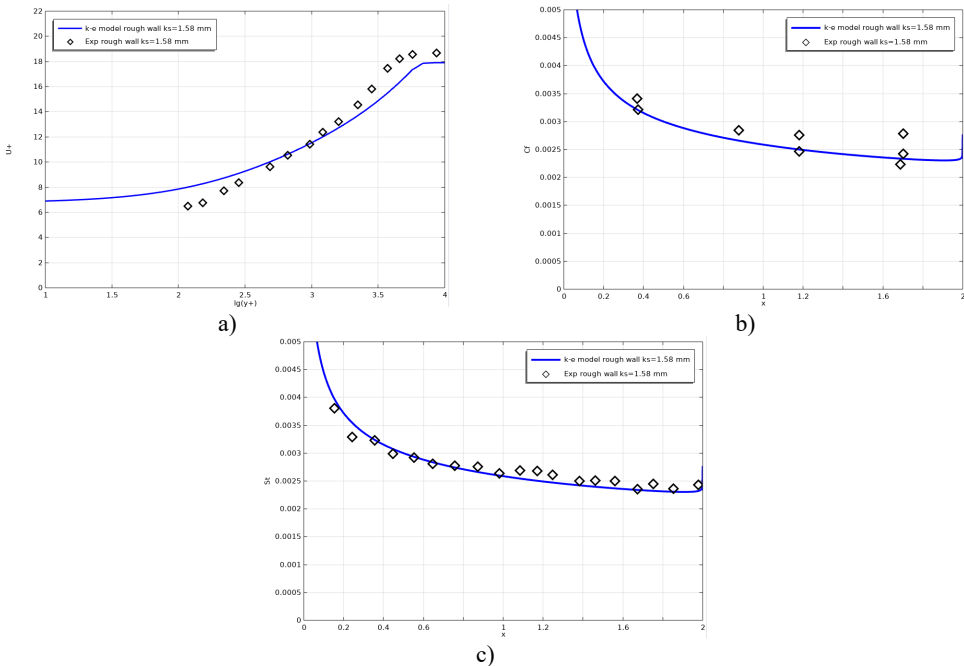 22
20
18
16
14
12
10
8
6
4
2
0
U+
k-e model rough wall ks=1.58 mm
Exp rough wall ks=1.58 mm
1 1.5 2 2.5 3 3.5 4
lg(y+)
a)
0.005
0.0045
0.004
0.0035
0.003
0.0025
0.002
0.0015
0.001
0.0005
0
Cf
k-e model rough wall ks=1.58 mm
Exp rough wall ks=1.58 mm
0 0.2 0.4 0.6 1 1.2 1.6 2
x
b)
0.005
0.0045
0.004
0.0035
0.003
0.0025
0.002
0.0015
0.001
0.0005
0
St
k-e model rough wall ks=1.58 mm
Exp rough wall ks=1.58 mm
0 0.2 0.4 0.6 1 1.2 1.6 2
x
c)